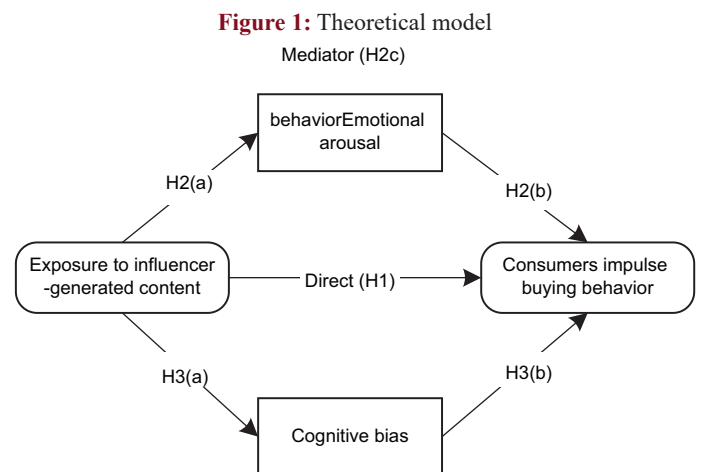 Figure 1: Theoretical model
Mediator (H2c)
behaviorEmotional
arousal
H2(a)
H2(b)
Exposure to influencer
-generated content
Direct (H1)
Consumers impulse
buying behavior
H3(a)
H3(b)
Cognitive bias